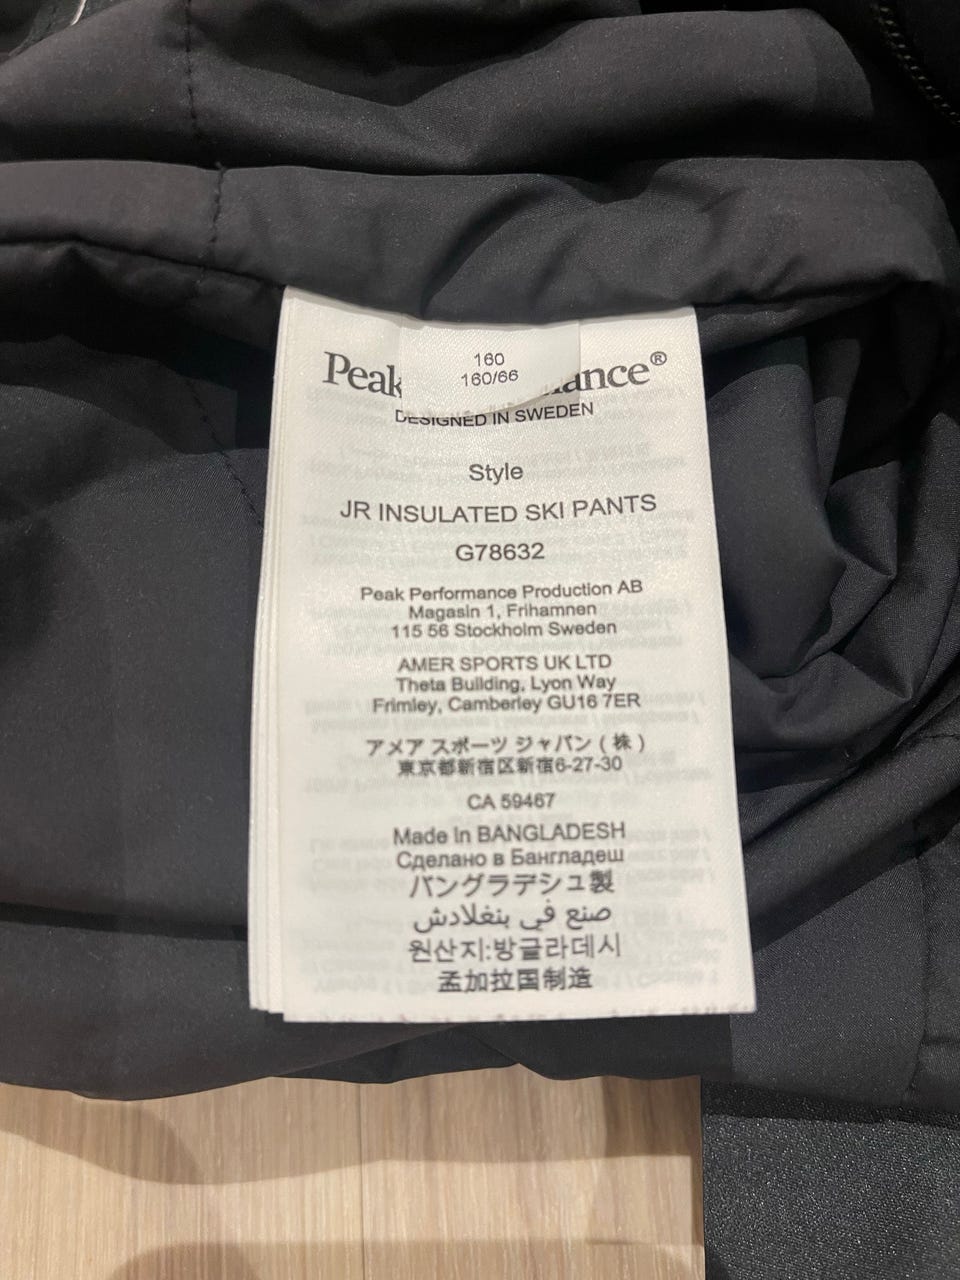 160
160/66
Peak ance®
DESIGNED IN SWEDEN
Style
JR INSULATED SKI PANTS
G78632
Peak Performance Production AB
Magasin 1, Frihamnen
115 56 Stockholm Sweden
AMER SPORTS UK LTD
Theta Building, Lyon Way
Frimley, Camberley GU16 7ER
アメア スポーツ ジャパン ( 株 )
東京都新宿区新宿6-27-30
CA 59467
Made In BANGLADESH
Сделано в Бангладеш
バングラデシュ製
صنع في بنغلادش
원산지:방글라데시
孟加拉国制造